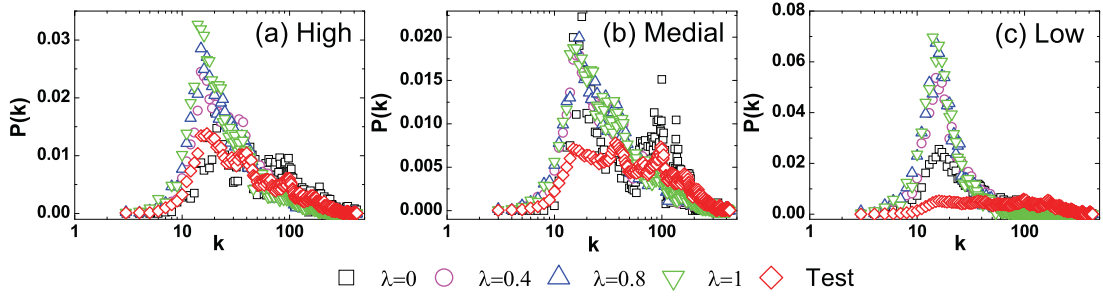 (a) High
(b) Medial
(c) Low
P(k)
0.03
0.02
0.01
0.00
1 10 100
k
P(k)
0.020
0.015
0.010
0.005
0.000
1 10 100
k
P(k)
0.08
0.06
0.04
0.02
0.00
1 10 100
k
λ=0 λ=0.4 λ=0.8 λ=1 Test